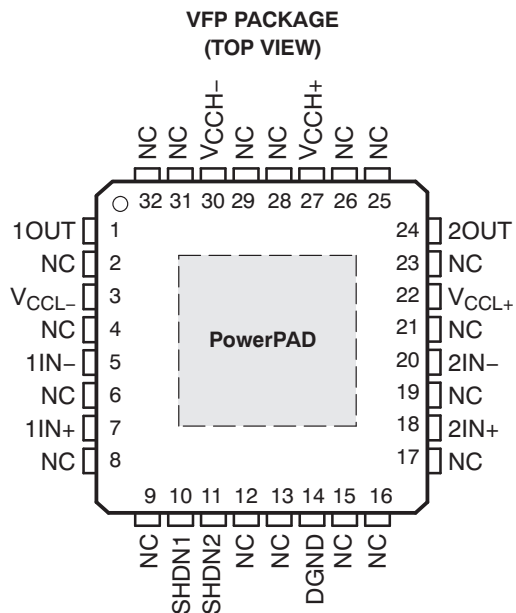 VFP PACKAGE
(TOP VIEW)
NC NC VCCH− NC NC VCCH+ NC NC
32 31 30 29 28 27 26 25
1OUT 1 24 2OUT
NC 2 23 NC
VCCL− 3 22 VCCL+
NC 4 21 NC
PowerPAD
1IN− 5 20 2IN−
NC 6 19 NC
1IN+ 7 18 2IN+
NC 8 17 NC
9 10 11 12 13 14 15 16
NC SHDN1 SHDN2 NC NC DGND NC NC